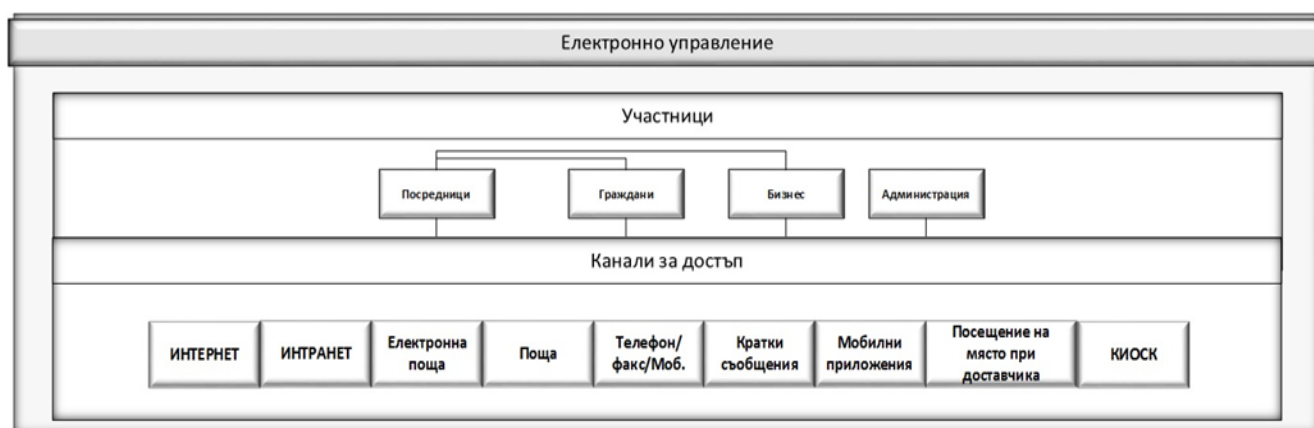 Електронно управление
Участници
Посредници
Граждани
Бизнес
Администрация
Канали за достъп
ИНТЕРНЕТ
ИНТРАНЕТ
Електронна
поща
Поща
Телефон/
факс/Моб.
Кратки
съобщения
Мобилни
приложения
Посещение на
място при
доставчика
КИОСК